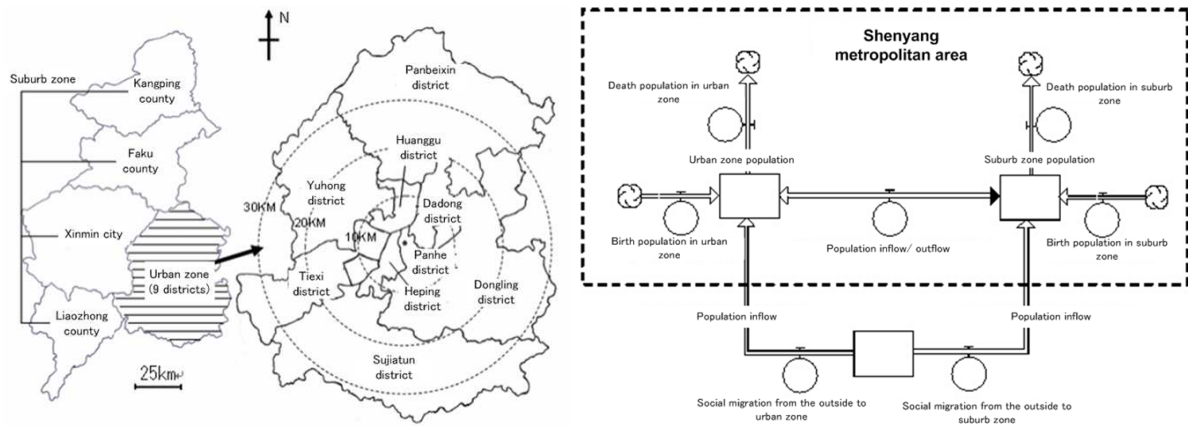 N
Suburb zone
Kangping
county
Faku
county
Xinmin city
Urban zone
(9 districts)
Liaozhong
county
25km
Panbeixin
district
Huanggu
district
Yuhong
district
30KM
20KM
10KM
Dadong
district
Panhe
district
Tiexi
district
Heping
district
Dongling
district
Sujiatun
district
Shenyang
metropolitan area
Death population in urban
zone
Death population in suburb
zone
Urban zone population
Suburb zone population
Birth population in urban
zone
Population inflow/ outflow
Birth population in suburb
zone
Population inflow
Population inflow
Social migration from the outside to
urban zone
Social migration from the outside to
suburb zone